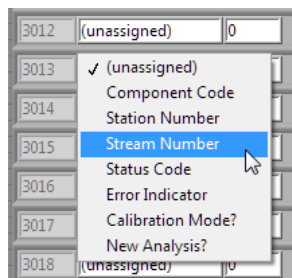 3012 (unassigned) 0
3013 ✓ (unassigned)
Component Code
3014 Station Number
3015 Stream Number
Status Code
3016 Error Indicator
3017 Calibration Mode?
New Analysis?
3018 (unassigned) 0